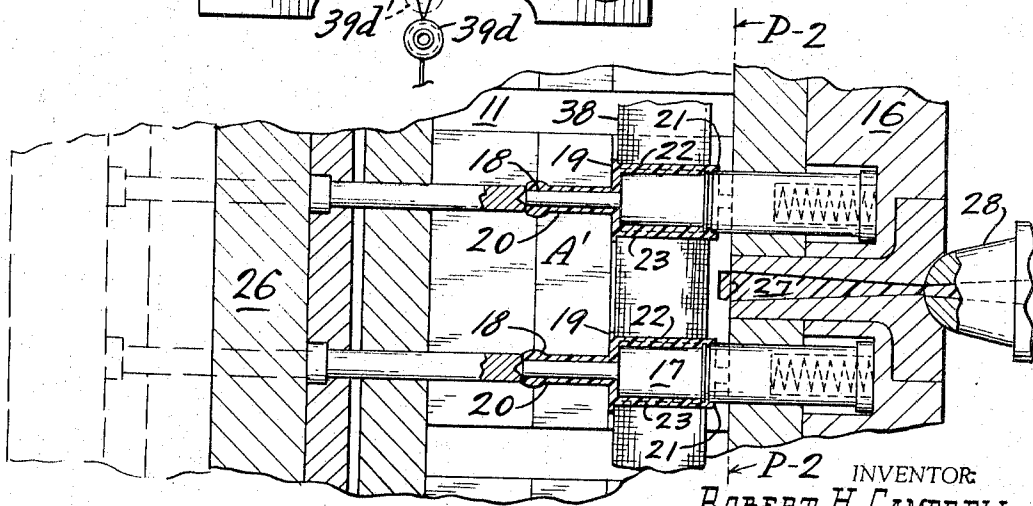 39d 39d
P-2
11 38 21 16
18 19 22
28
20 A' 23
26 27
18 19 22
17
20 23
21
P-2 INVENTOR:
ROBERT H.